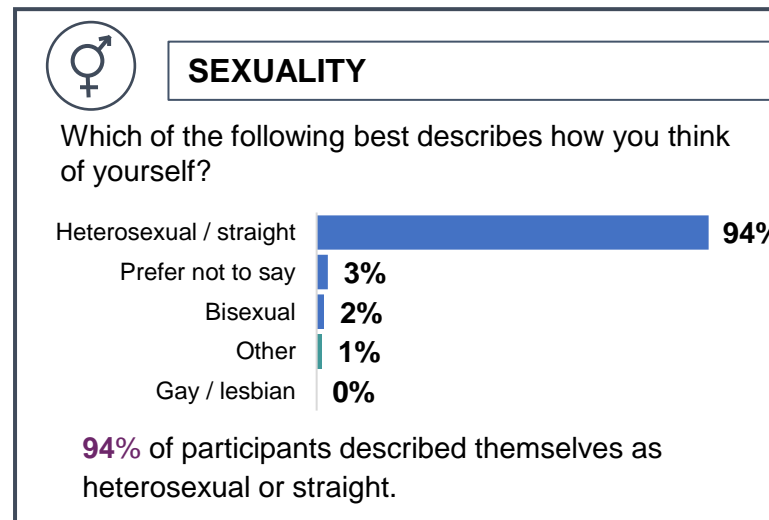 SEXUALITY
Which of the following best describes how you think
of yourself?
Heterosexual / straight 94%
Prefer not to say 3%
Bisexual 2%
Other 1%
Gay / lesbian 0%
94% of participants described themselves as
heterosexual or straight.